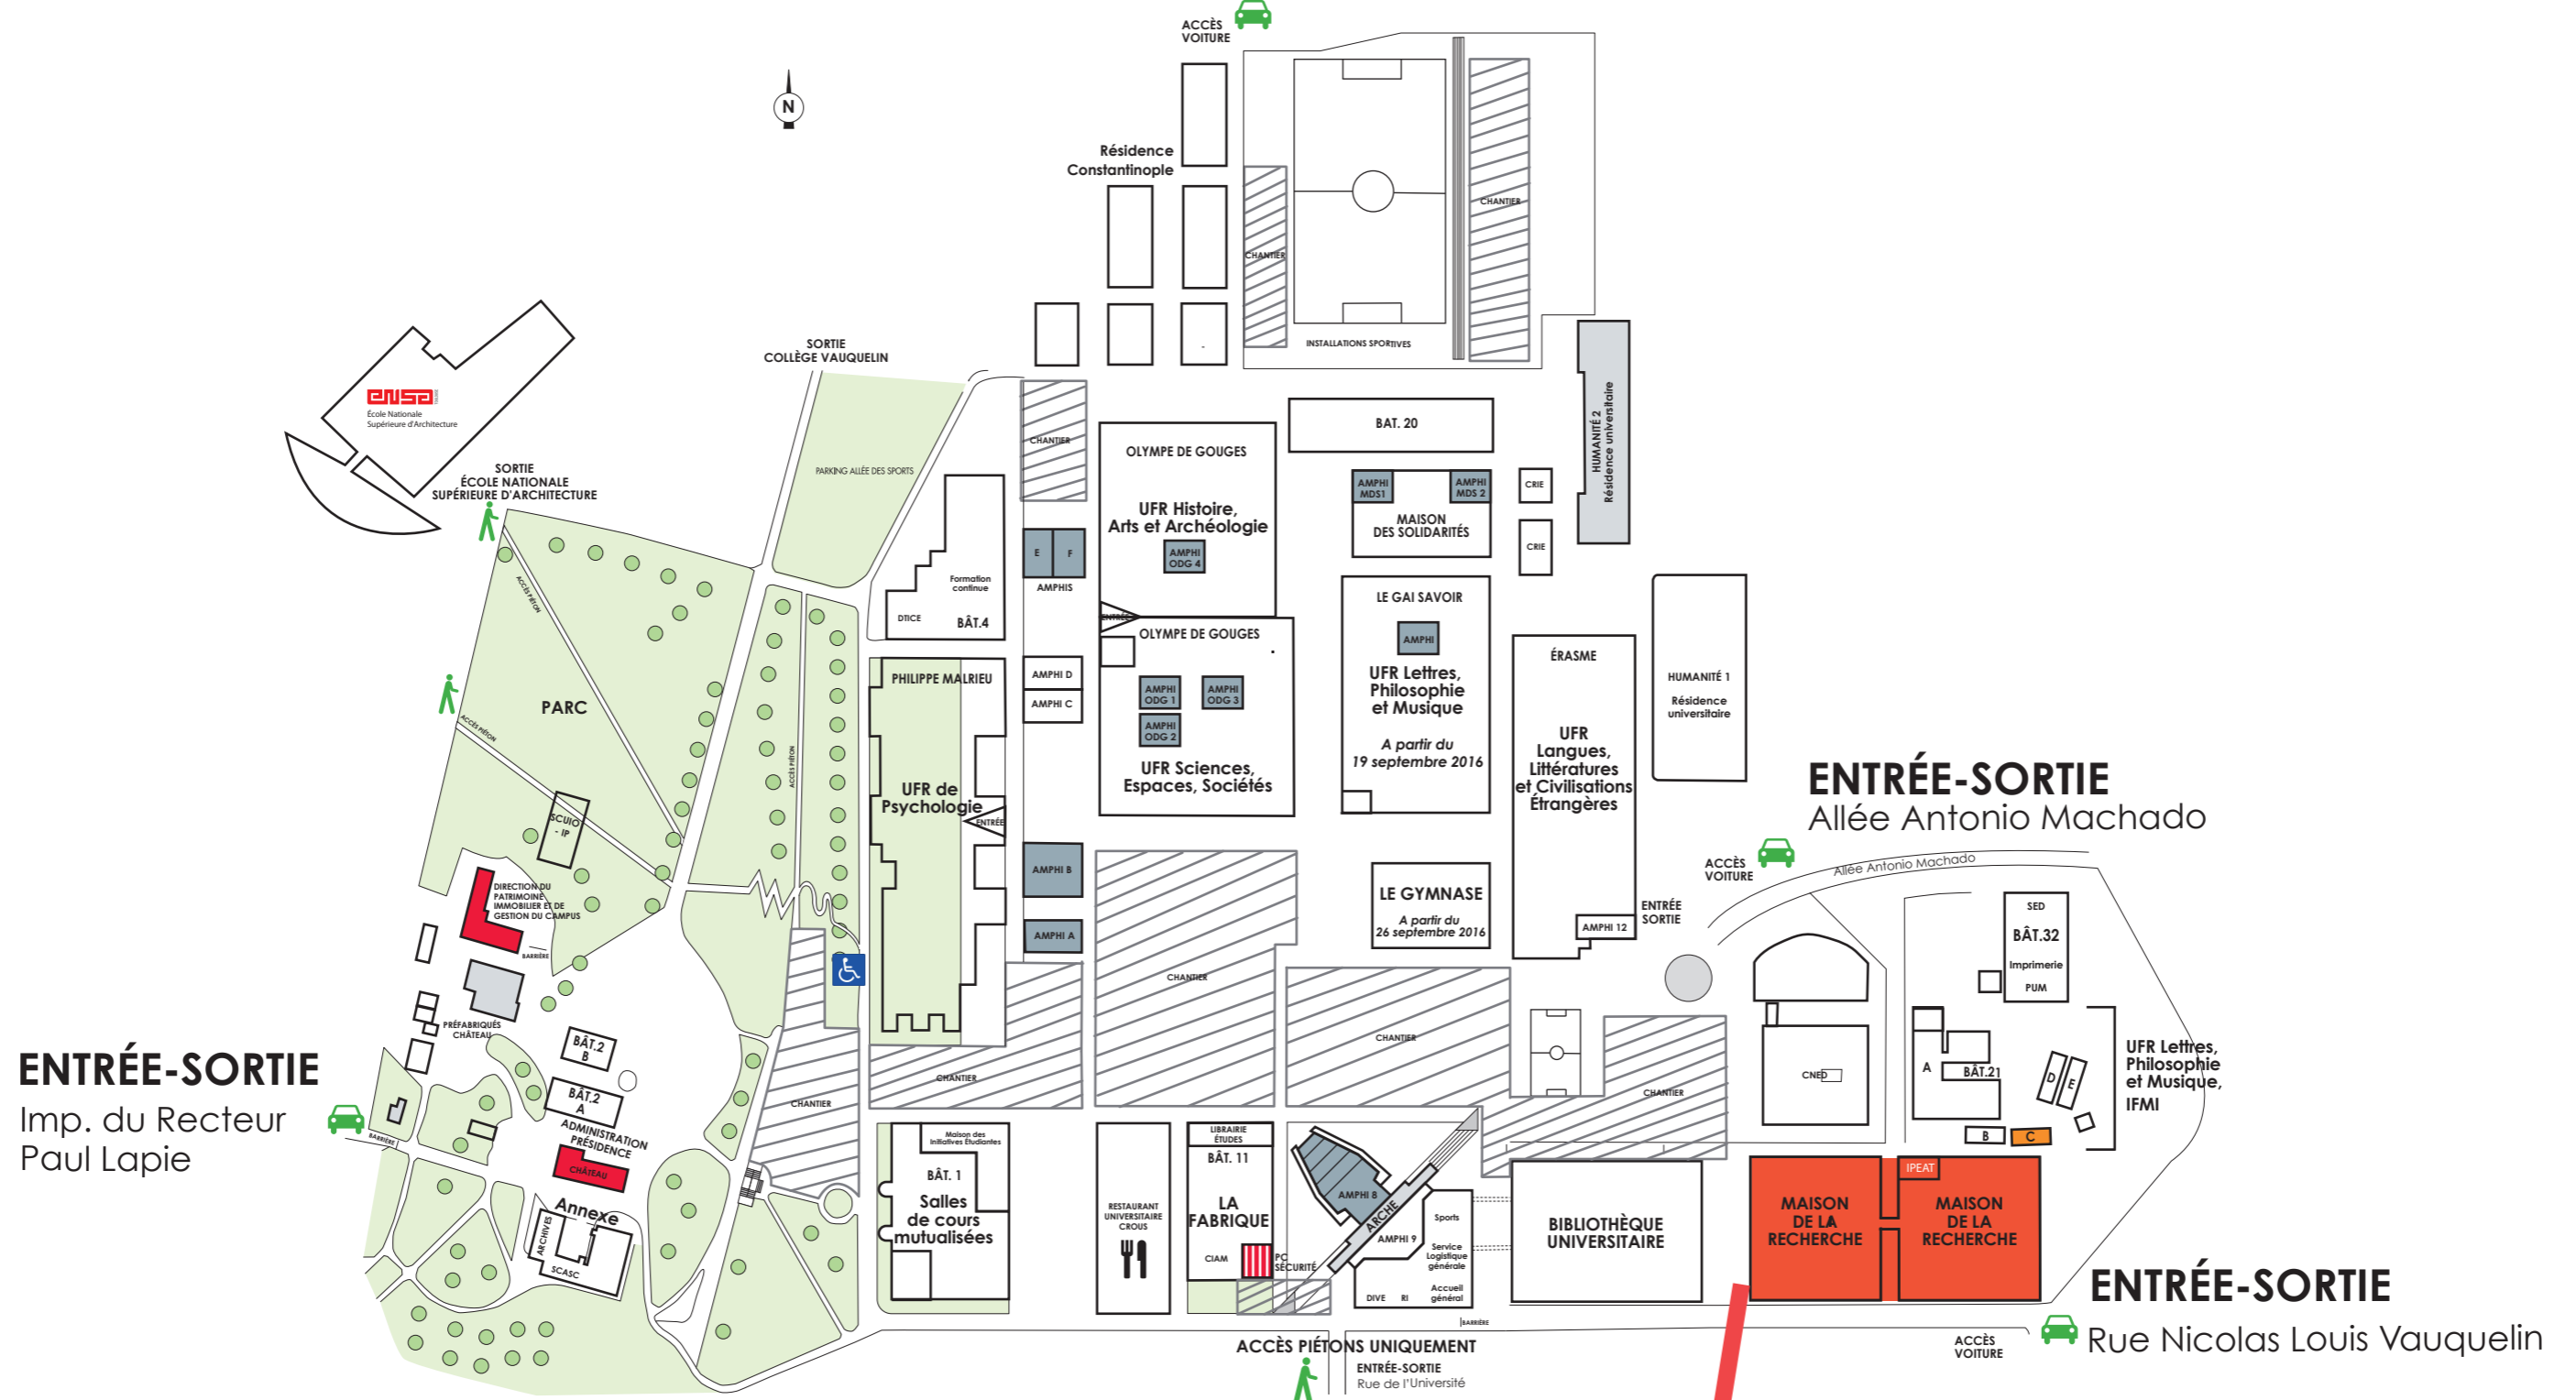 ACCÈS
VOITURE
N
Résidence
Constantinople
CHANTIER
CHANTIER
INSTALLATIONS SPORTIVES
SORTIE
COLLÈGE VAUQUELIN
ensa
École Nationale
Supérieure d'Architecture
SORTIE
ÉCOLE NATIONALE
SUPÉRIEURE D'ARCHITECTURE
PARKING ALLÉE DES SPORTS
CHANTIER
OLYMPE DE GOUGES
UFR Histoire,
Arts et Archéologie
AMPHI
ODG 4
BAT. 20
AMPHI
MDS1
AMPHI
MDS 2
MAISON
DES SOLIDARITÉS
CRIE
CRIE
HUMANITÉ 2
Résidence universitaire
E
F
AMPHIS
Formation
continue
DTICE
BÂT.4
ENTRÉE
OLYMPE DE GOUGES
AMPHI
ODG 1
AMPHI
ODG 3
AMPHI
ODG 2
UFR Sciences,
Espaces, Sociétés
LE GAI SAVOIR
AMPHI
UFR Lettres,
Philosophie
et Musique
A partir du
19 septembre 2016
ÉRASME
UFR
Langues,
Littératures
et Civilisations
Étrangères
AMPHI 12
ENTRÉE
SORTIE
HUMANITÉ 1
Résidence
universitaire
ACCÈS PIÉTON
PARC
ACCÈS PIÉTON
ACCÈS PIÉTON
PHILIPPE MALRIEU
AMPHI D
AMPHI C
UFR de
Psychologie
ENTRÉE
AMPHI B
AMPHI A
SCUIO
- IP
DIRECTION DU
PATRIMOINE
IMMOBILIER ET DE
GESTION DU CAMPUS
BARRIÈRE
LE GYMNASE
A partir du
26 septembre 2016
ENTRÉE-SORTIE
Allée Antonio Machado
ACCÈS
VOITURE
Allée Antonio Machado
SED
BÂT.32
Imprimerie
PUM
CHANTIER
CHANTIER
CHANTIER
CHANTIER
CHANTIER
PRÉFABRIQUÉS
CHÂTEAU
BÂT.2
B
BÂT.2
A
ENTRÉE-SORTIE
Imp. du Recteur
Paul Lapie
BARRIÈRE
ADMINISTRATION
PRÉSIDENCE
CHÂTEAU
Annexe
ARCHIVES
SCASC
CNED
A
BÂT.21
D
E
B
C
UFR Lettres,
Philosophie
et Musique,
IFMI
Maison des
Initiatives Étudiantes
BÂT. 1
Salles
de cours
mutualisées
RESTAURANT
UNIVERSITAIRE
CROUS
LIBRAIRIE
ÉTUDES
BÂT. 11
LA
FABRIQUE
CIAM
PC
SÉCURITÉ
AMPHI 8
ARCHE
AMPHI 9
Sports
Service
Logistique
générale
Accueil
général
DIVE
RI
BIBLIOTHÈQUE
UNIVERSITAIRE
MAISON
DE LA
RECHERCHE
IPEAT
MAISON
DE LA
RECHERCHE
BARRIÈRE
ACCÈS PIÉTONS UNIQUEMENT
ENTRÉE-SORTIE
Rue de l'Université
ACCÈS
VOITURE
ENTRÉE-SORTIE
Rue Nicolas Louis Vauquelin